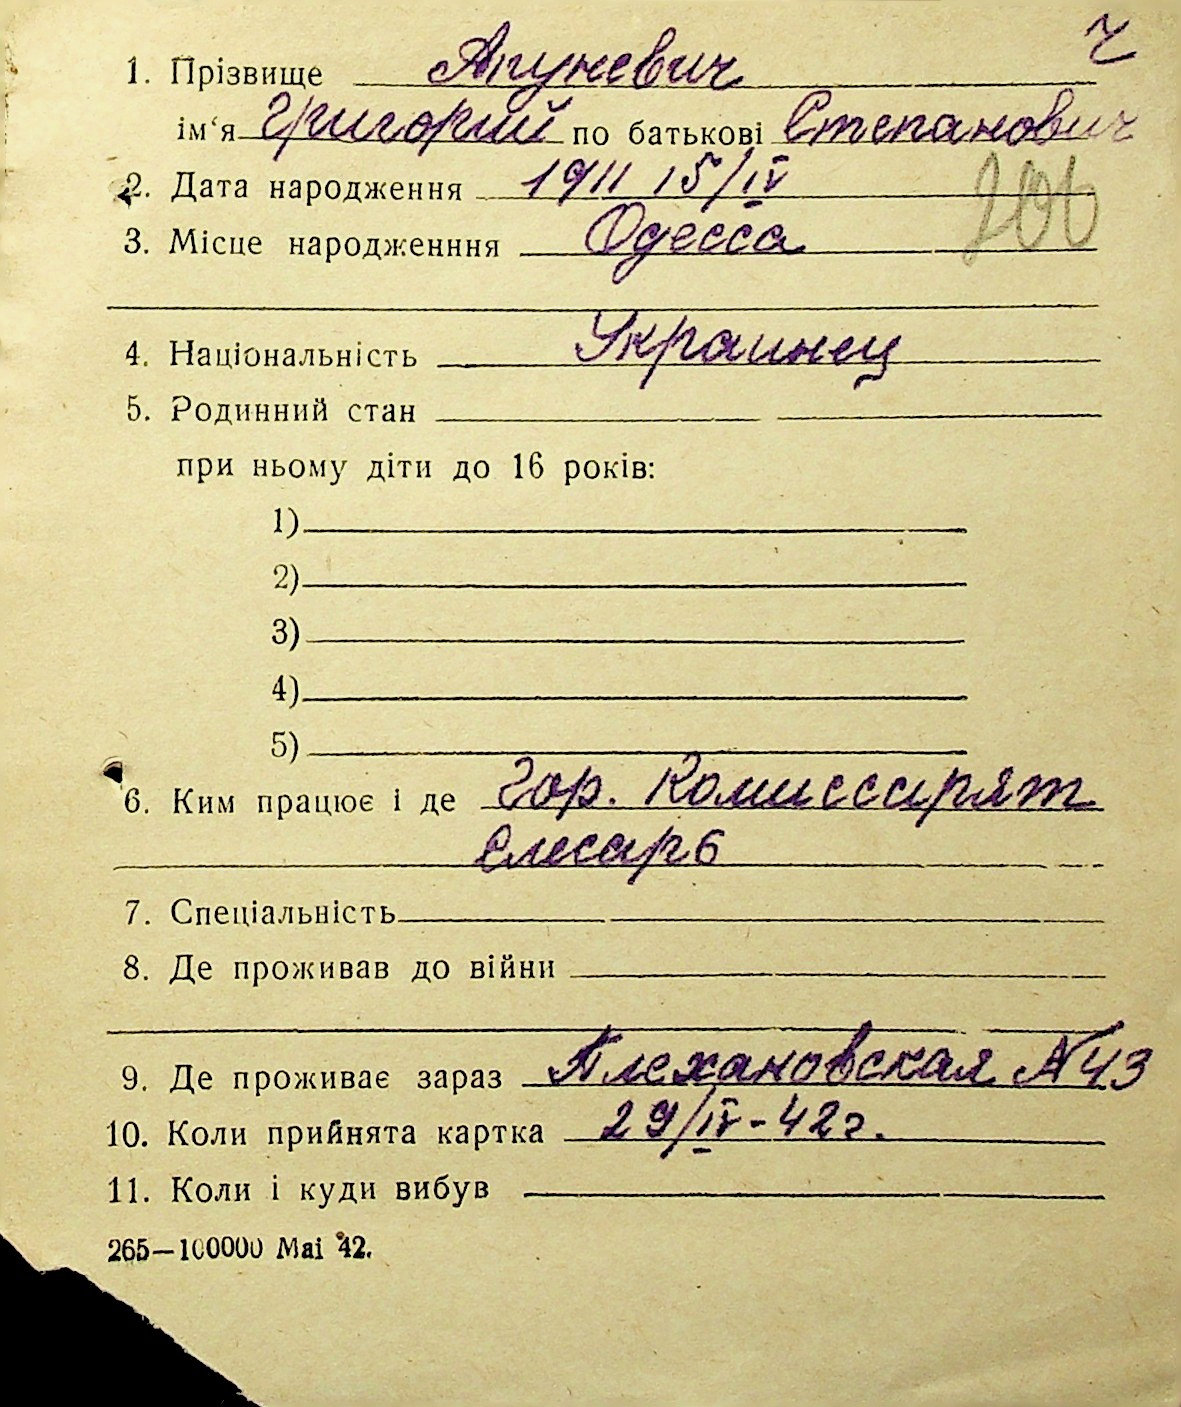 ч
1. Прізвище Апуневич
ім‘я Григорий по батькові Степанович
2. Дата народження 1911 15/IV
206
3. Місце народженння Одесса
4. Національність Украинец
5. Родинний стан
при ньому діти до 16 років:
1)
2)
3)
4)
5)
6. Ким працює і де Гор. Комиссарят
Слесарь
7. Спеціальність
8. Де проживав до війни
9. Де проживає зараз Плехановская №43
10. Коли прийнята картка 29/IV-42г.
11. Коли і куди вибув
265—100000 Mai 42.